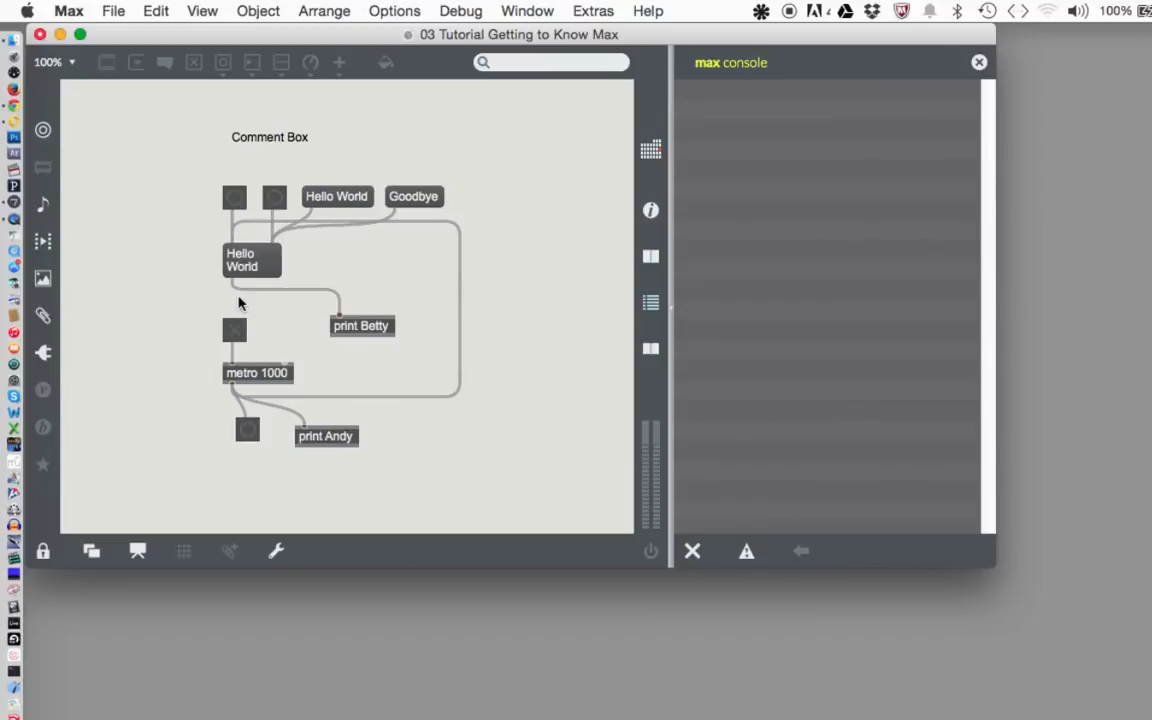 Max File Edit View Object Arrange Options Debug Window Extras Help
4
100%
03 Tutorial Getting to Know Max
100%
max console
Comment Box
Hello World
Goodbye
Hello
World
print Betty
metro 1000
print Andy